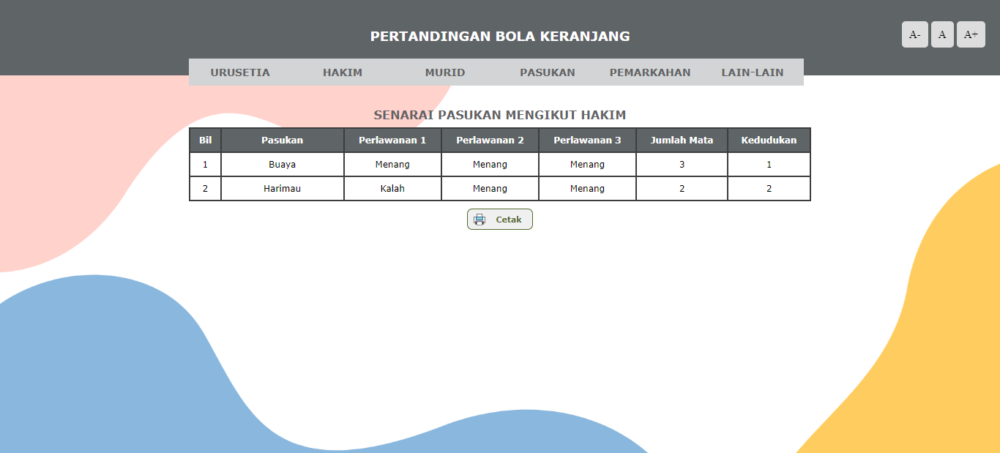 PERTANDINGAN BOLA KERANJANG
A- A A+
URUSETIA HAKIM MURID PASUKAN PEMARKAHAN LAIN-LAIN
SENARAI PASUKAN MENGIKUT HAKIM
Bil Pasukan Perlawanan 1 Perlawanan 2 Perlawanan 3 Jumlah Mata Kedudukan
1 Buaya Menang Menang Menang 3 1
2 Harimau Kalah Menang Menang 2 2
Cetak